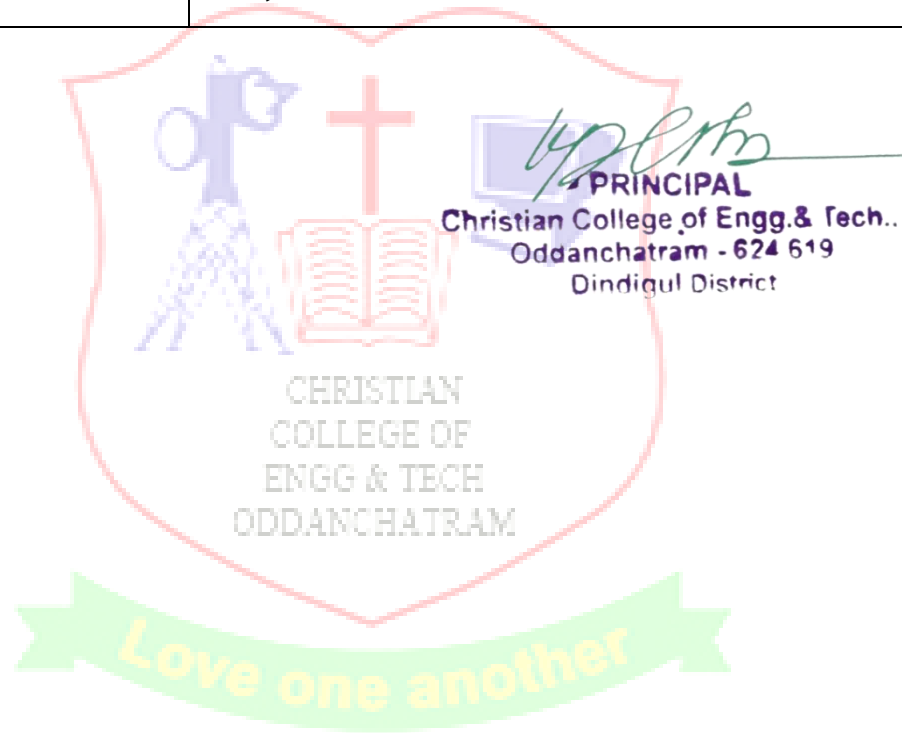 PRINCIPAL
Christian College of Engg.& Tech..
Oddanchatram - 624 619
Dindigul District
CHRISTIAN
COLLEGE OF
ENGG & TECH
ODDANCHATRAM
Love one another